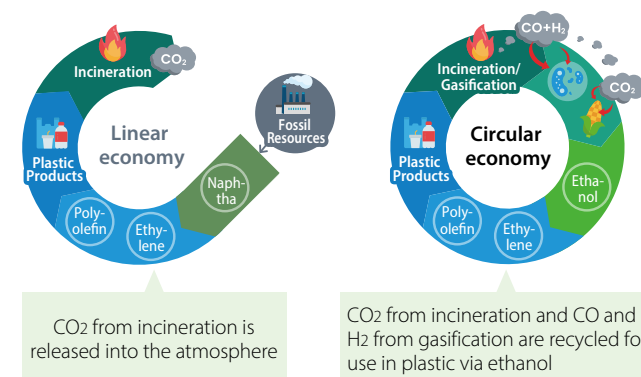 CO2
Incineration
Linear
economy
Fossil
Resources
Plastic
Products
Naph-
tha
Poly-
olefin
Ethy-
lene
CO2 from incineration is
released into the atmosphere
CO+H2
Incineration/
Gasification
CO2
Circular
economy
Plastic
Products
Etha-
nol
Poly-
olefin
Ethy-
lene
CO2 from incineration and CO and
H2 from gasification are recycled fo
use in plastic via ethanol